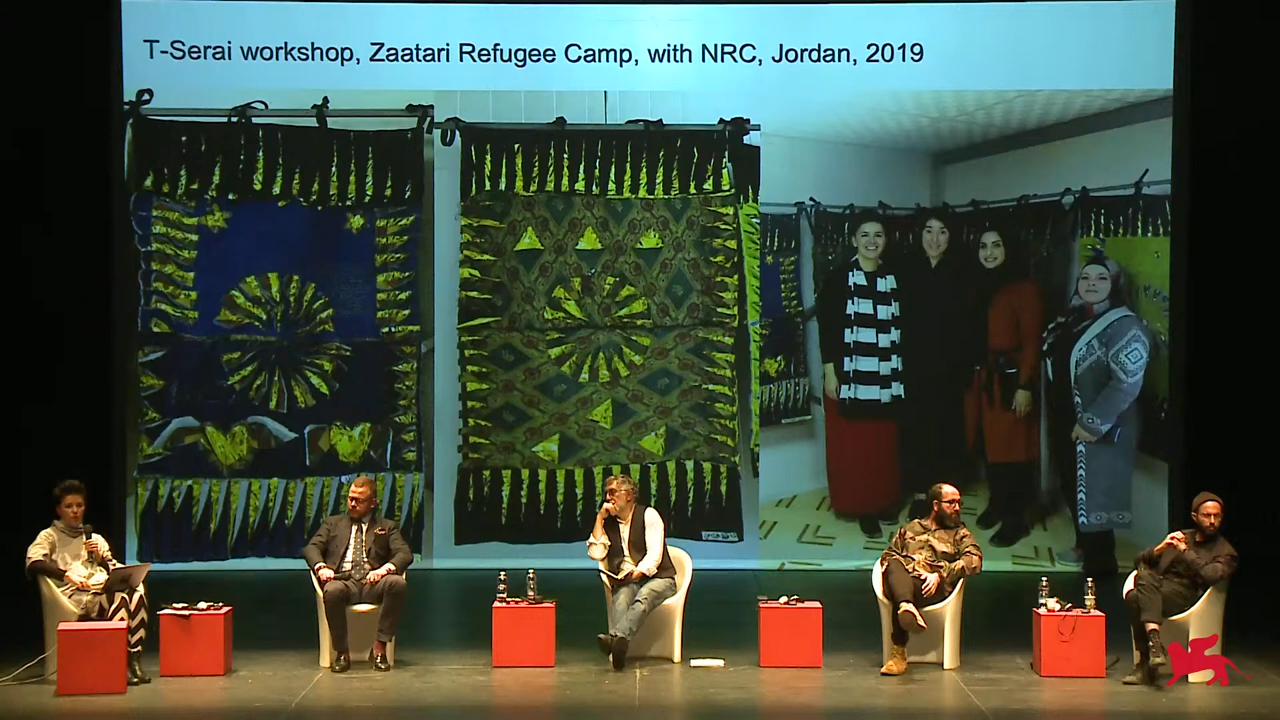 T-Serai workshop, Zaatari Refugee Camp, with NRC, Jordan, 2019